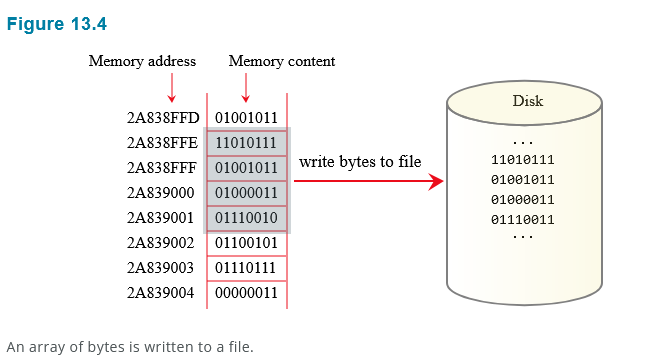 Figure 13.4
Memory address Memory content
2A838FFD 01001011
2A838FFE 11010111
2A838FFF 01001011
2A839000 01000011
2A839001 01110010
2A839002 01100101
2A839003 01110111
2A839004 00000011
write bytes to file
Disk
...
11010111
01001011
01000011
01110011
...
An array of bytes is written to a file.